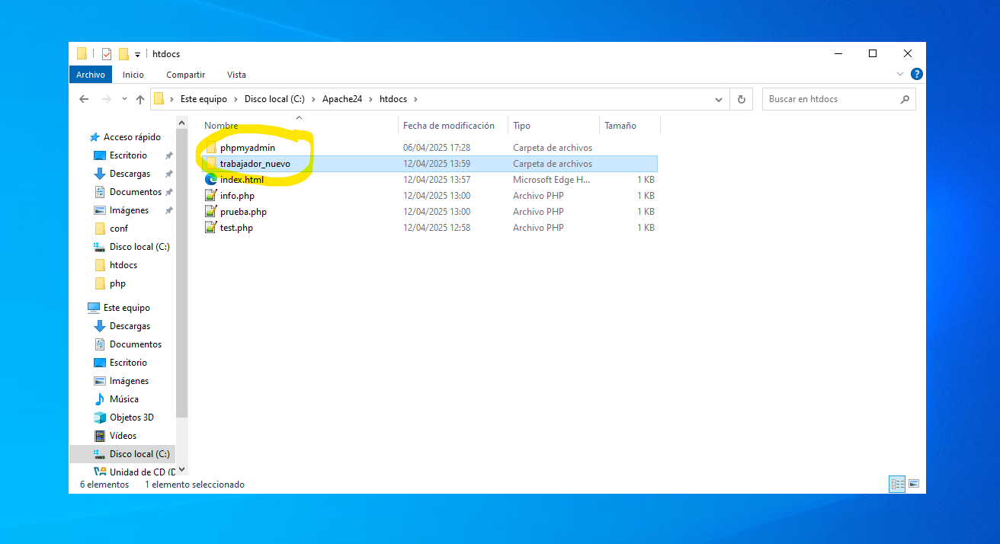 htdocs
Archivo Inicio Compartir Vista
Este equipo Disco local (C:) Apache24 htdocs Buscar en htdocs
Nombre Fecha de modificación Tipo Tamaño
phpmyadmin 06/04/2025 17:28 Carpeta de archivos
trabajador_nuevo 12/04/2025 13:59 Carpeta de archivos
index.html 12/04/2025 13:57 Microsoft Edge H... 1 KB
info.php 12/04/2025 13:00 Archivo PHP 1 KB
prueba.php 12/04/2025 13:00 Archivo PHP 1 KB
test.php 12/04/2025 12:58 Archivo PHP 1 KB
Acceso rápido
Escritorio
Descargas
Documentos
Imágenes
conf
Disco local (C:)
htdocs
php
Este equipo
Descargas
Documentos
Escritorio
Imágenes
Música
Objetos 3D
Vídeos
Disco local (C:)
Unidad de CD (D
6 elementos 1 elemento seleccionado